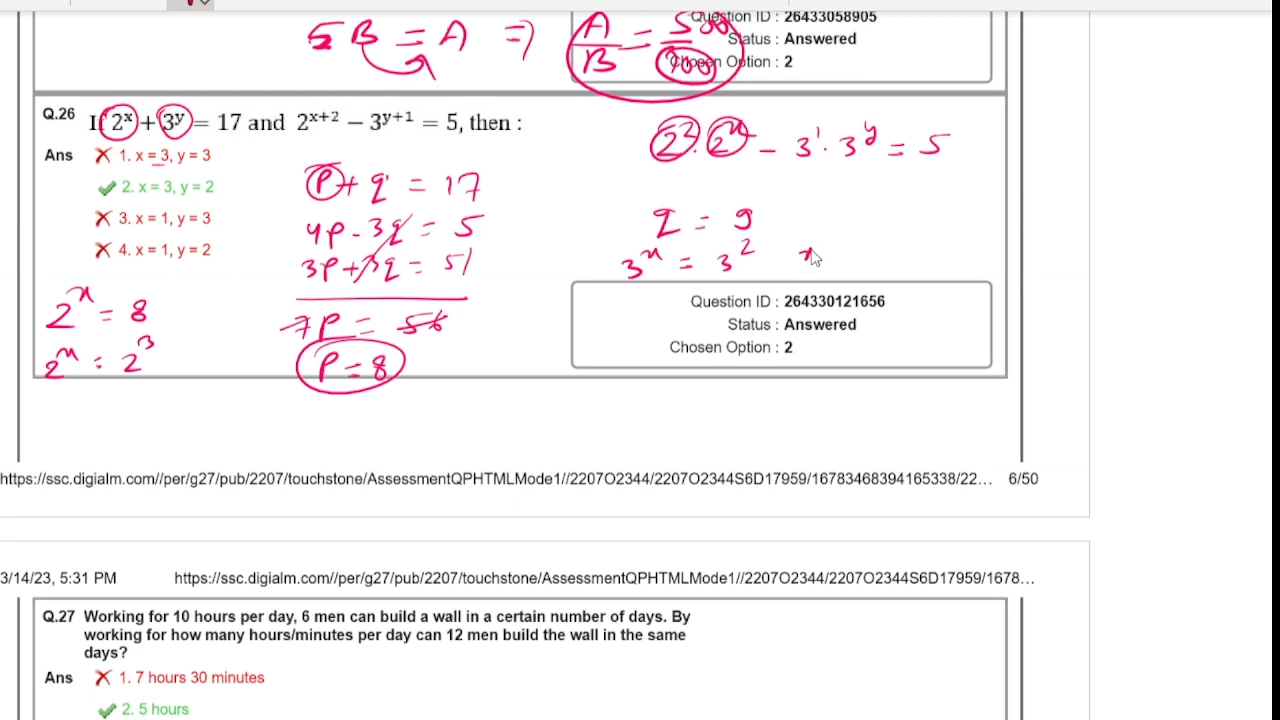 5B = A ⇒ A/B = 500/700
Question ID : 26433058905
Status : Answered
Chosen Option : 2
Q.26 If 2^x + 3^y = 17 and 2^{x+2} − 3^{y+1} = 5, then :
Ans 1. x = 3, y = 3
2. x = 3, y = 2
3. x = 1, y = 3
4. x = 1, y = 2
2^2 . 2^x − 3^1 . 3^y = 5
P + q = 17
4P - 3q = 5
3P + 3q = 51
7P = 56
P = 8
2^x = 8
2^x = 2^3
q = 9
3^x = 3^2 x
Question ID : 264330121656
Status : Answered
Chosen Option : 2
https://ssc.digialm.com//per/g27/pub/2207/touchstone/AssessmentQPHTMLMode1//2207O2344/2207O2344S6D17959/16783468394165338/22... 6/50
3/14/23, 5:31 PM https://ssc.digialm.com//per/g27/pub/2207/touchstone/AssessmentQPHTMLMode1//2207O2344/2207O2344S6D17959/1678...
Q.27 Working for 10 hours per day, 6 men can build a wall in a certain number of days. By
working for how many hours/minutes per day can 12 men build the wall in the same
days?
Ans 1. 7 hours 30 minutes
2. 5 hours